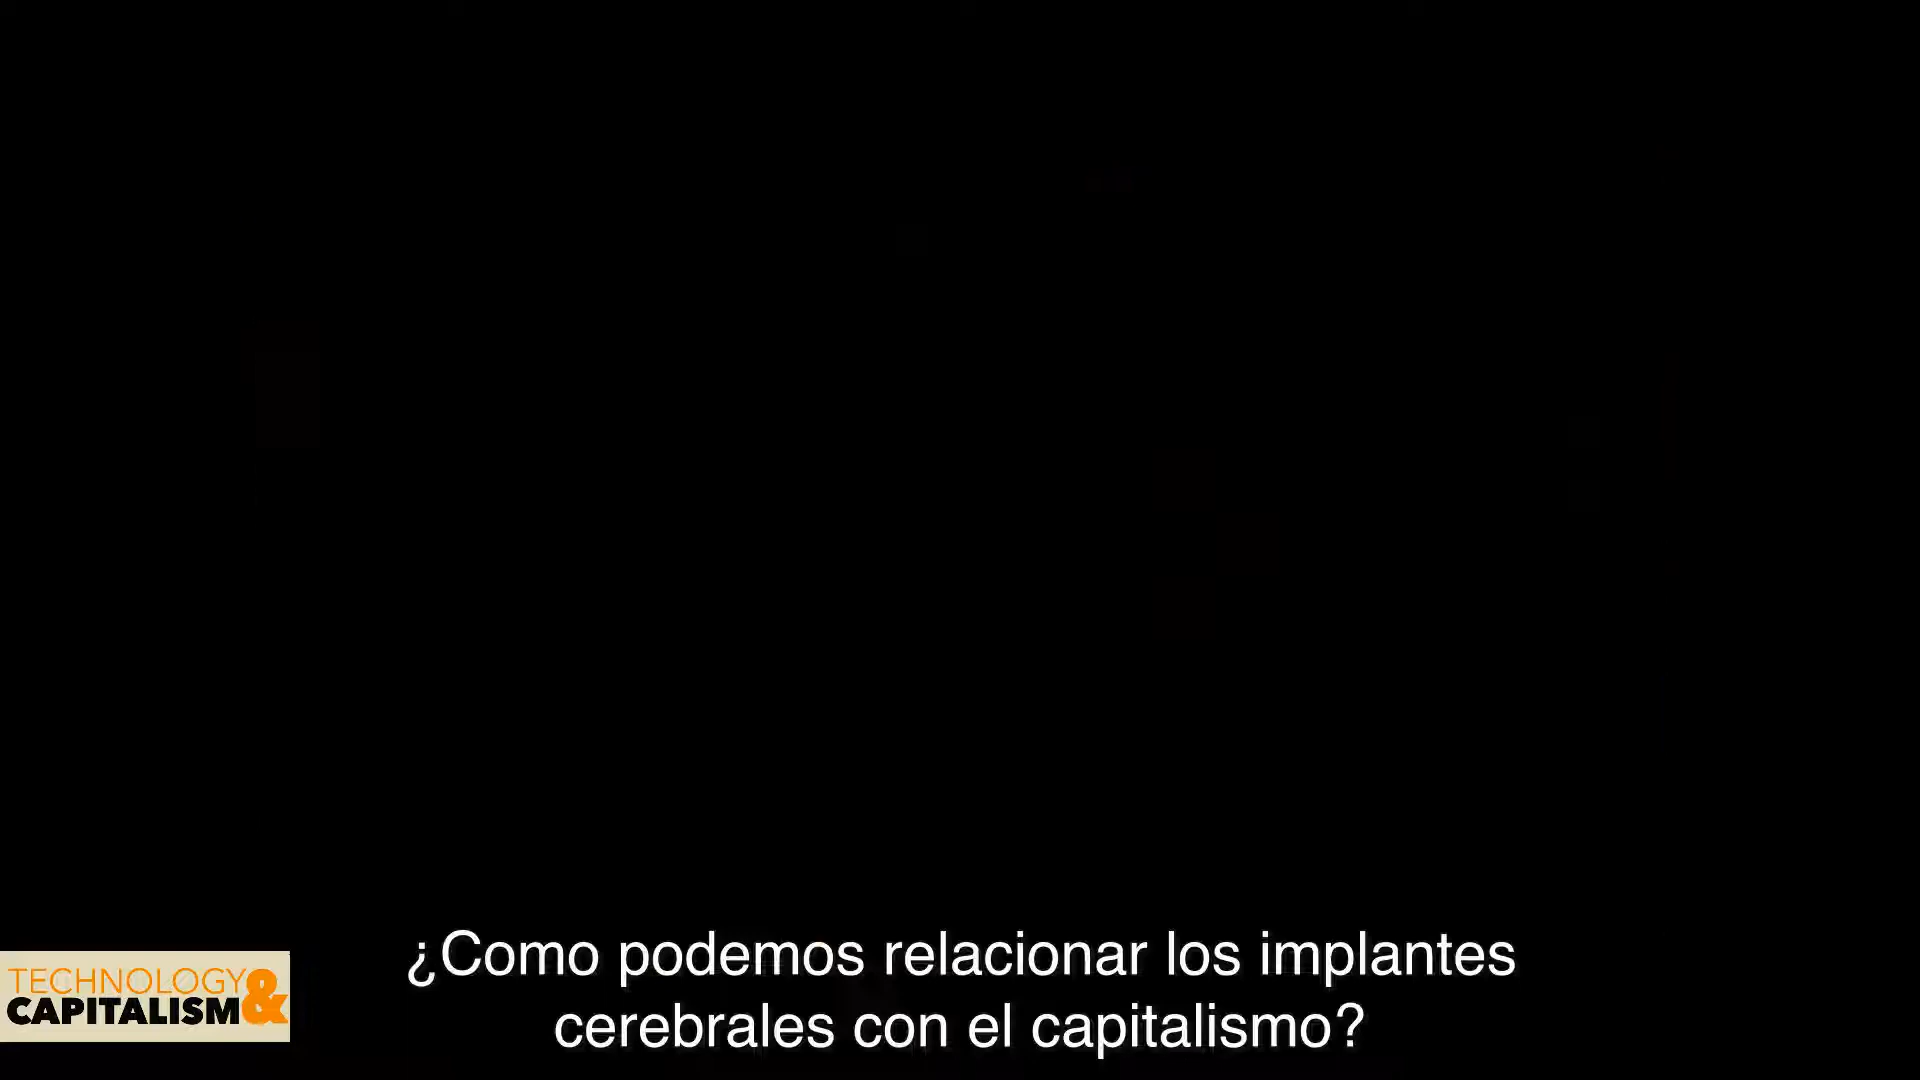 ¿Como podemos relacionar los implantes
cerebrales con el capitalismo?
TECHNOLOGY &
CAPITALISM